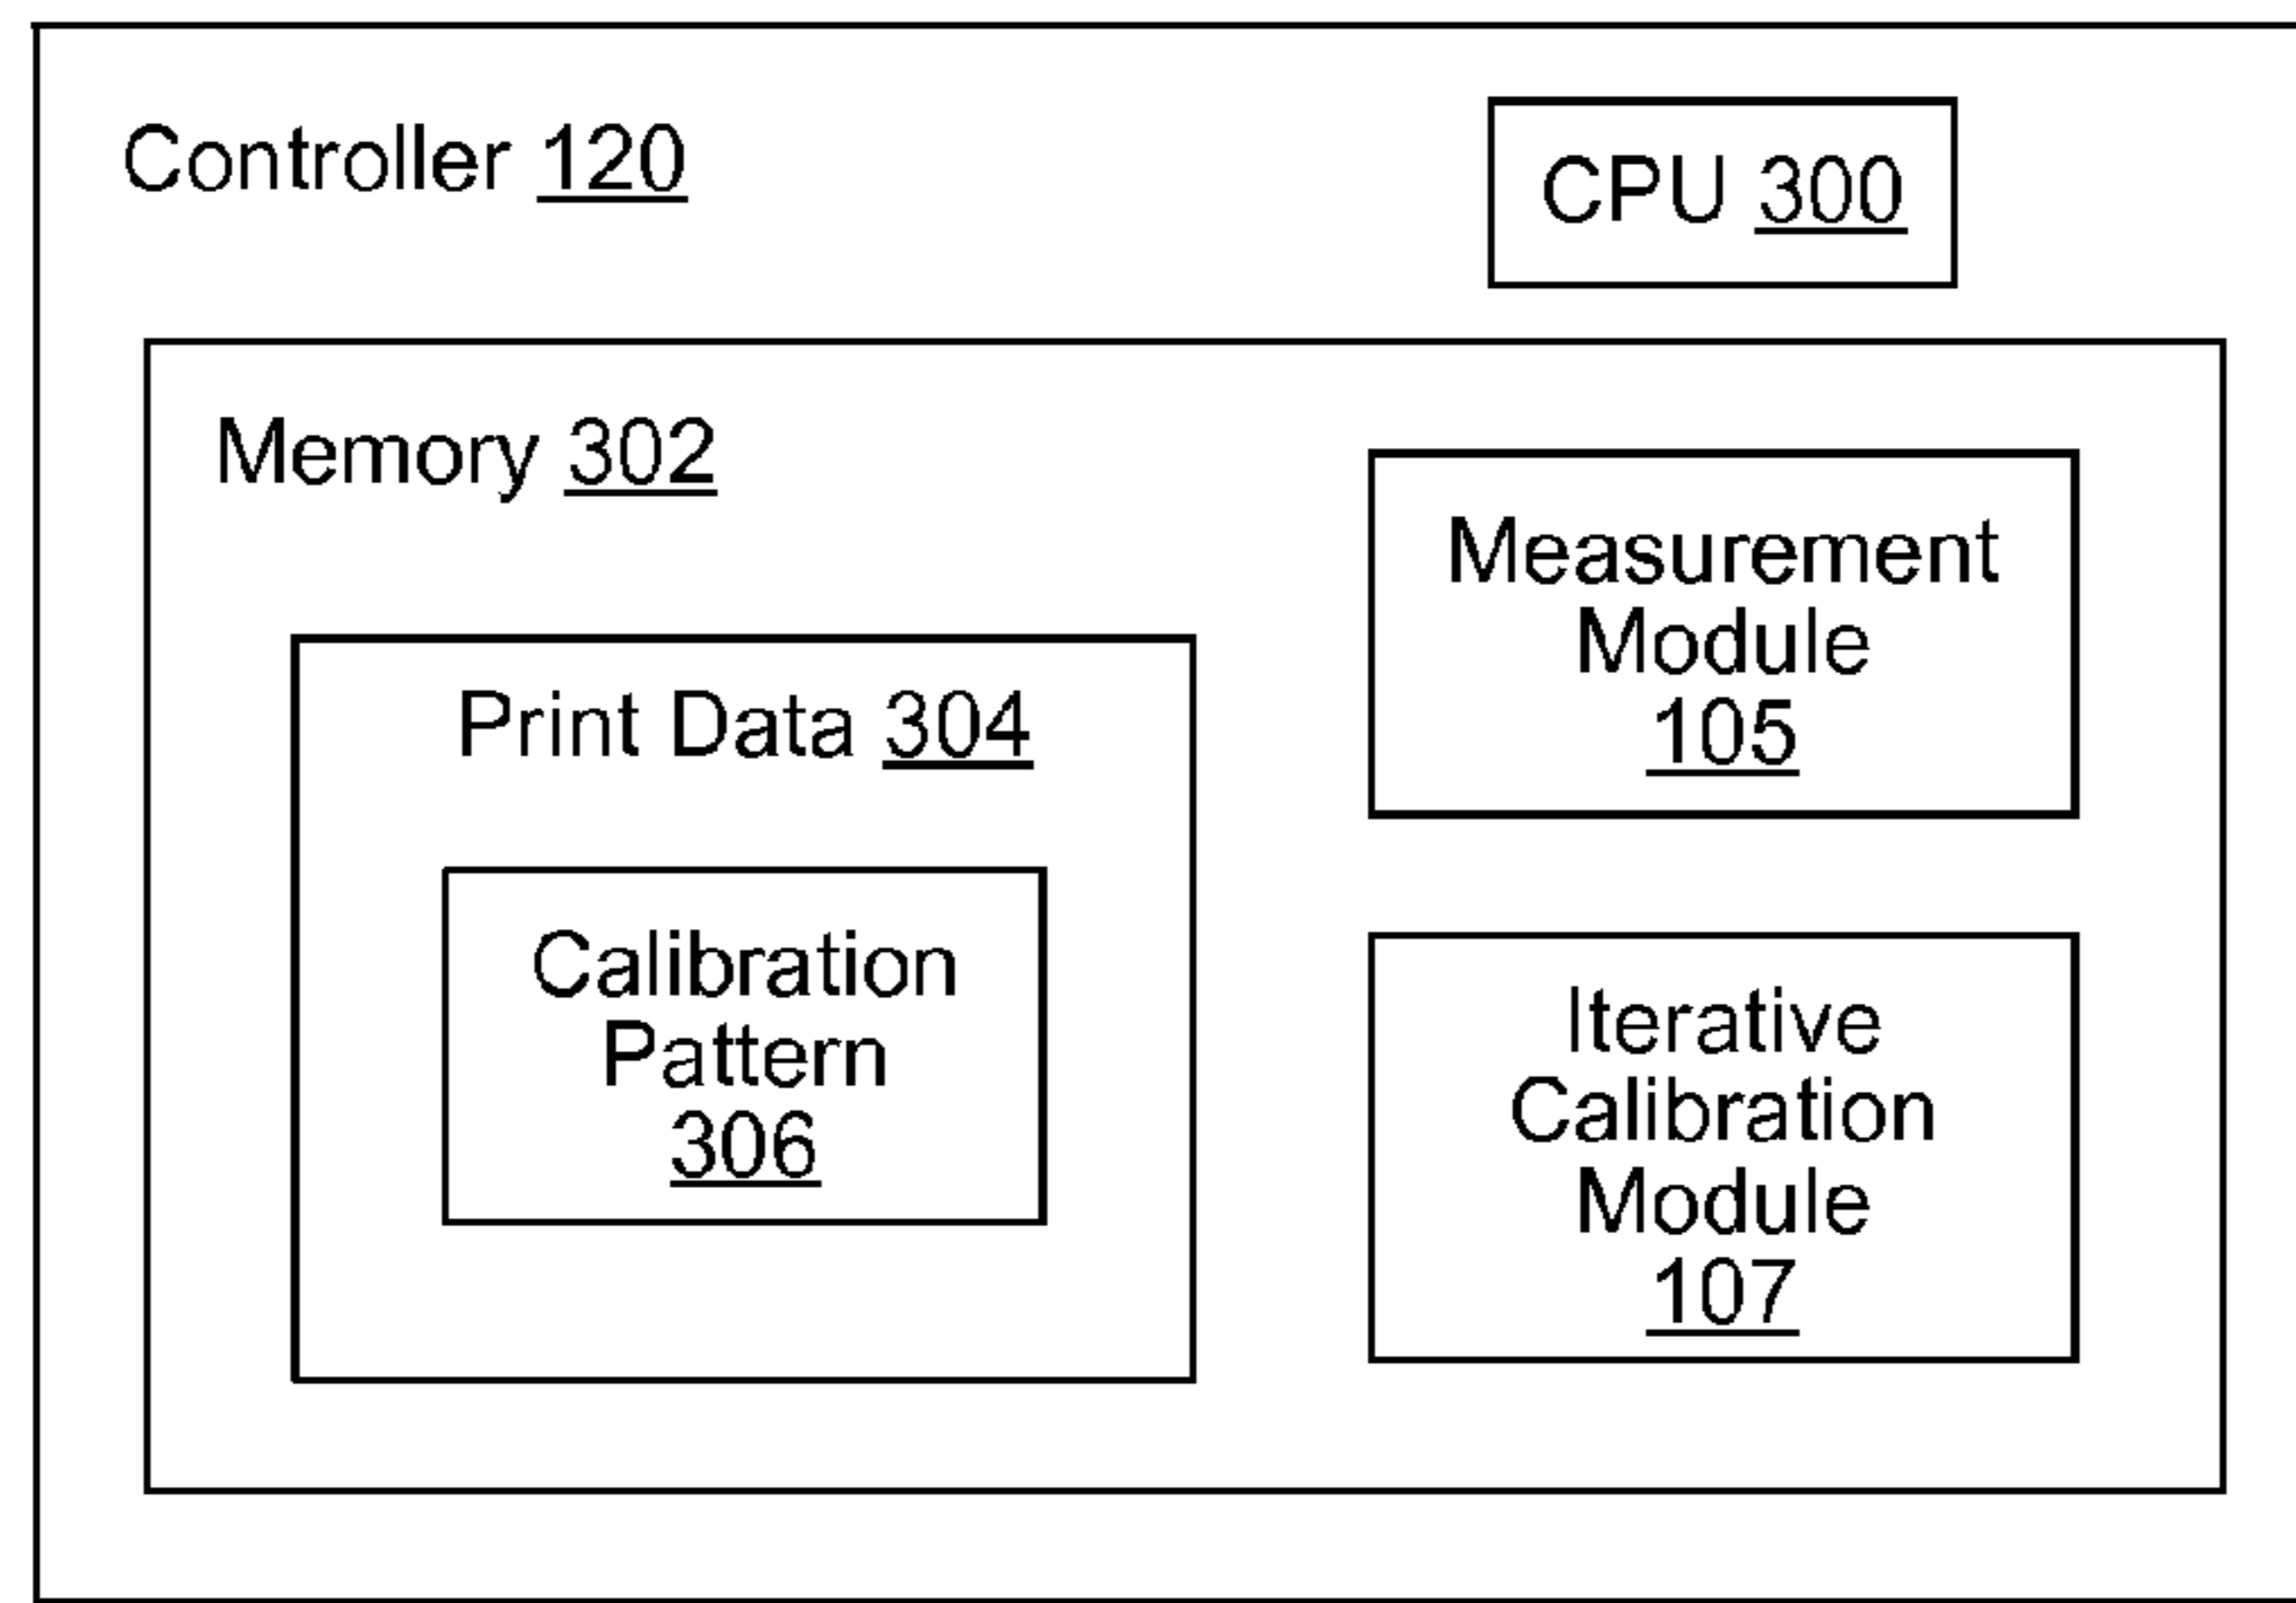 Controller 120
CPU 300
Memory 302
Measurement
Module
105
Print Data 304
Calibration
Pattern
306
Iterative
Calibration
Module
107